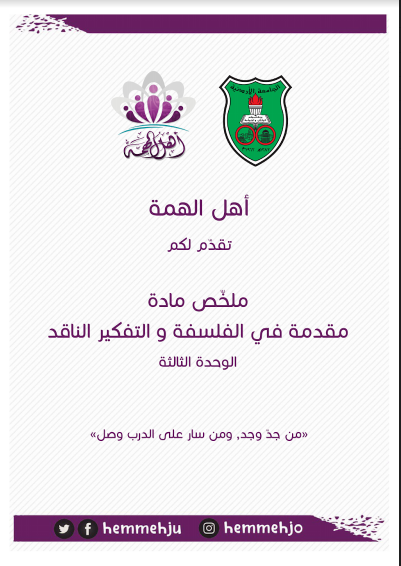 الجامعة الأردنية
أهل الهمة
أهل الهمة
تقدّم لكم
ملخّص مادة
مقدمة في الفلسفة و التفكير الناقد
الوحدة الثالثة
«من جدّ وجد, ومن سار على الدرب وصل»
hemmehju hemmehjo